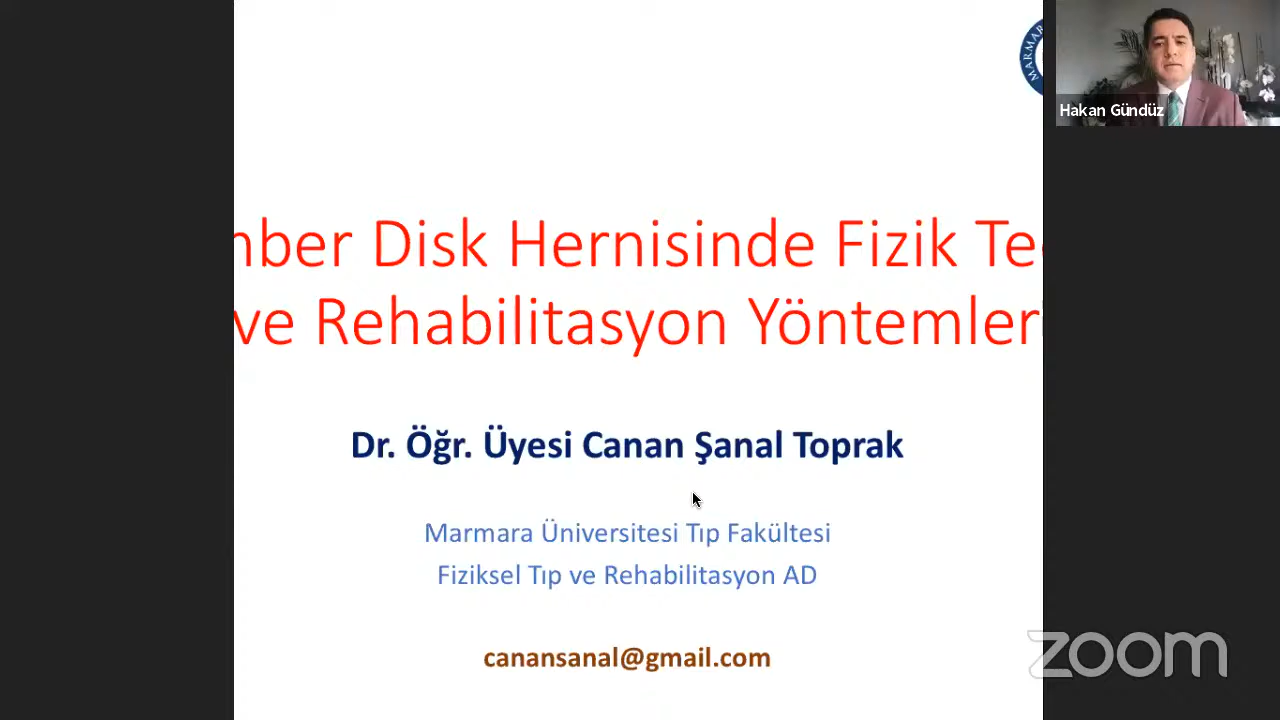 MARMAR
Hakan Gündüz
mber Disk Hernisinde Fizik Te
ve Rehabilitasyon Yöntemler
Dr. Öğr. Üyesi Canan Şanal Toprak
Marmara Üniversitesi Tıp Fakültesi
Fiziksel Tıp ve Rehabilitasyon AD
canansanal@gmail.com
zoom